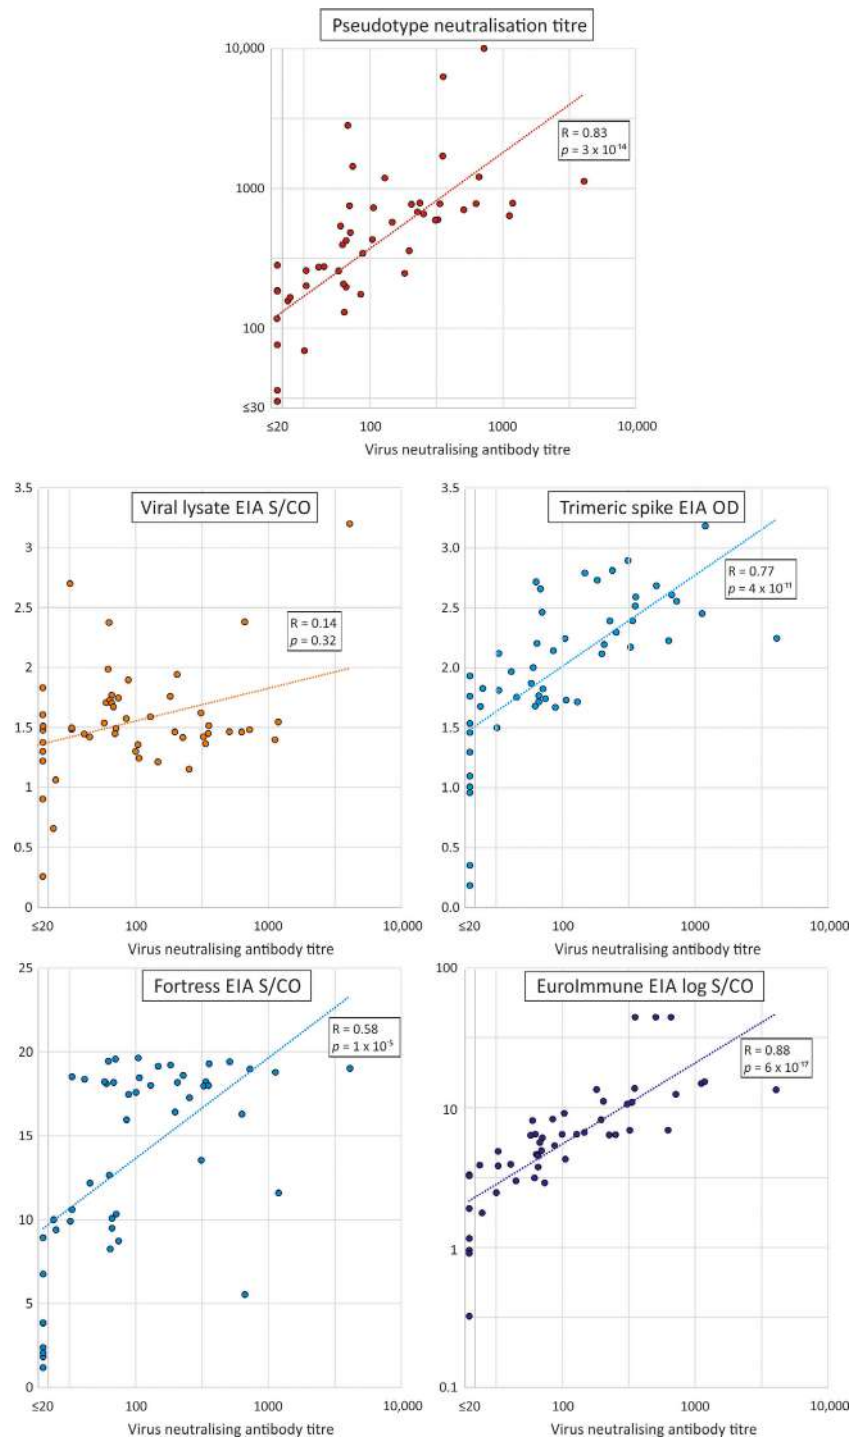 Pseudotype neutralisation titre
10,000
1000
100
≤30
R = 0.83
p = 3 x 10⁻¹⁴
≤20 100 1000 10,000
Virus neutralising antibody titre
Viral lysate EIA S/CO
3.5
3
2.5
2
1.5
1
0.5
0
R = 0.14
p = 0.32
≤20 100 1000 10,000
Virus neutralising antibody titre
Trimeric spike EIA OD
3.5
3.0
2.5
2.0
1.5
1.0
0.5
0.0
R = 0.77
p = 4 x 10⁻¹¹
≤20 100 1000 10,000
Virus neutralising antibody titre
Fortress EIA S/CO
25
20
15
10
5
0
R = 0.58
p = 1 x 10⁻⁵
≤20 100 1000 10,000
Virus neutralising antibody titre
EuroImmune EIA log S/CO
100
10
1
0.1
R = 0.88
p = 6 x 10⁻¹⁷
≤20 100 1000 10,000
Virus neutralising antibody titre